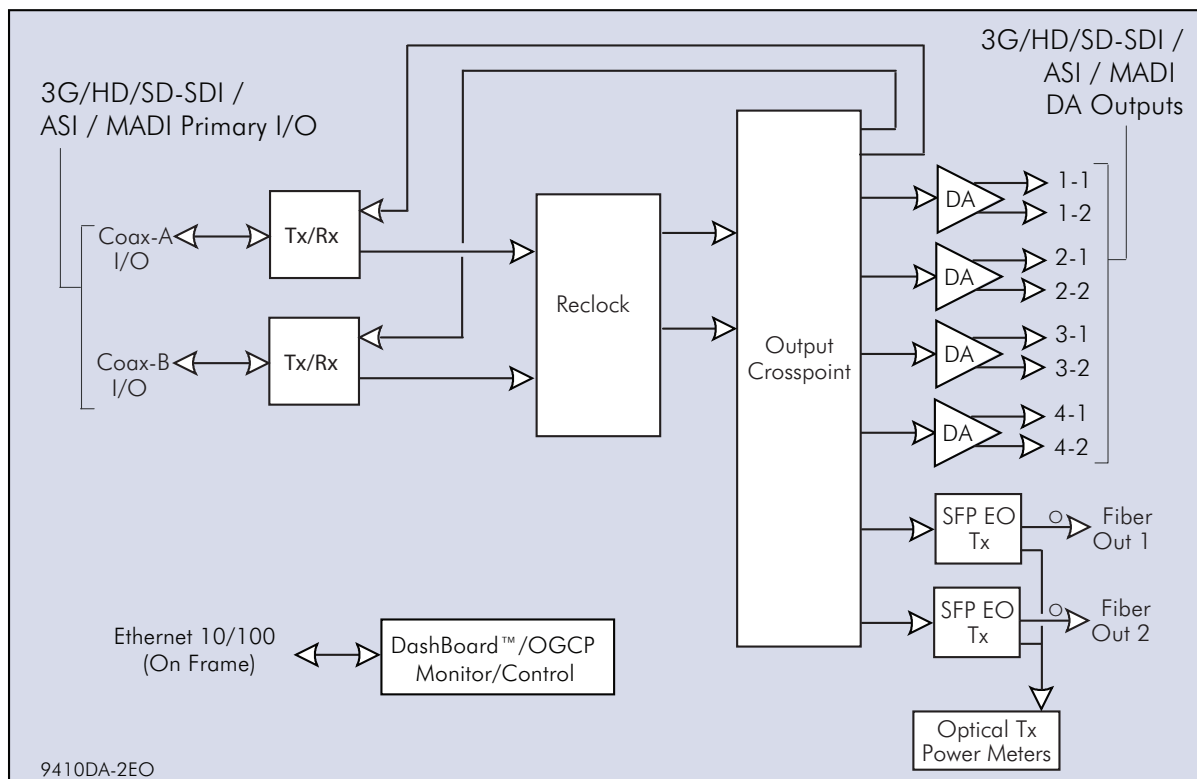 3G/HD/SD-SDI /
ASI / MADI Primary I/O
3G/HD/SD-SDI /
ASI / MADI
DA Outputs
Coax-A
I/O
Tx/Rx
Coax-B
I/O
Tx/Rx
Reclock
Output
Crosspoint
DA
1-1
1-2
DA
2-1
2-2
DA
3-1
3-2
DA
4-1
4-2
SFP EO
Tx
Fiber
Out 1
SFP EO
Tx
Fiber
Out 2
Optical Tx
Power Meters
Ethernet 10/100
(On Frame)
DashBoard™/OGCP
Monitor/Control
9410DA-2EO